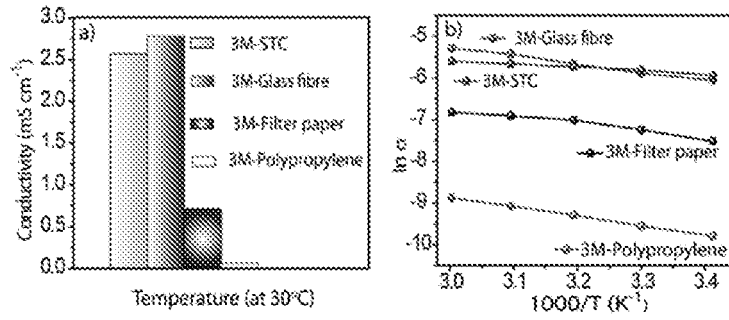 a)
Conductivity (mS cm⁻¹)
3.0
2.5
2.0
1.5
1.0
0.5
0.0
3M-STC
3M-Glass fibre
3M-Filter paper
3M-Polypropylene
Temperature (at 30°C)
b)
ln σ
-5
-6
-7
-8
-9
-10
3M-Glass fibre
3M-STC
3M-Filter paper
3M-Polypropylene
3.0 3.1 3.2 3.3 3.4
1000/T (K⁻¹)